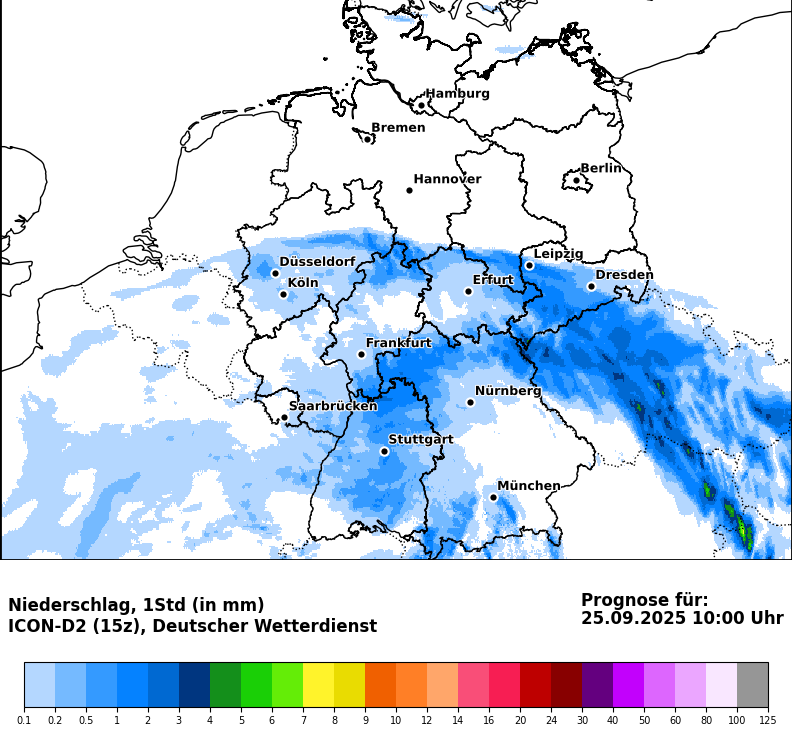 Hamburg
Bremen
Berlin
Hannover
Leipzig
Düsseldorf
Dresden
Köln
Erfurt
Frankfurt
Nürnberg
Saarbrücken
Stuttgart
München
Niederschlag, 1Std (in mm)
ICON-D2 (15z), Deutscher Wetterdienst
Prognose für:
25.09.2025 10:00 Uhr
0.1 0.2 0.5 1 2 3 4 5 6 7 8 9 10 12 14 16 20 24 30 40 50 60 80 100 125